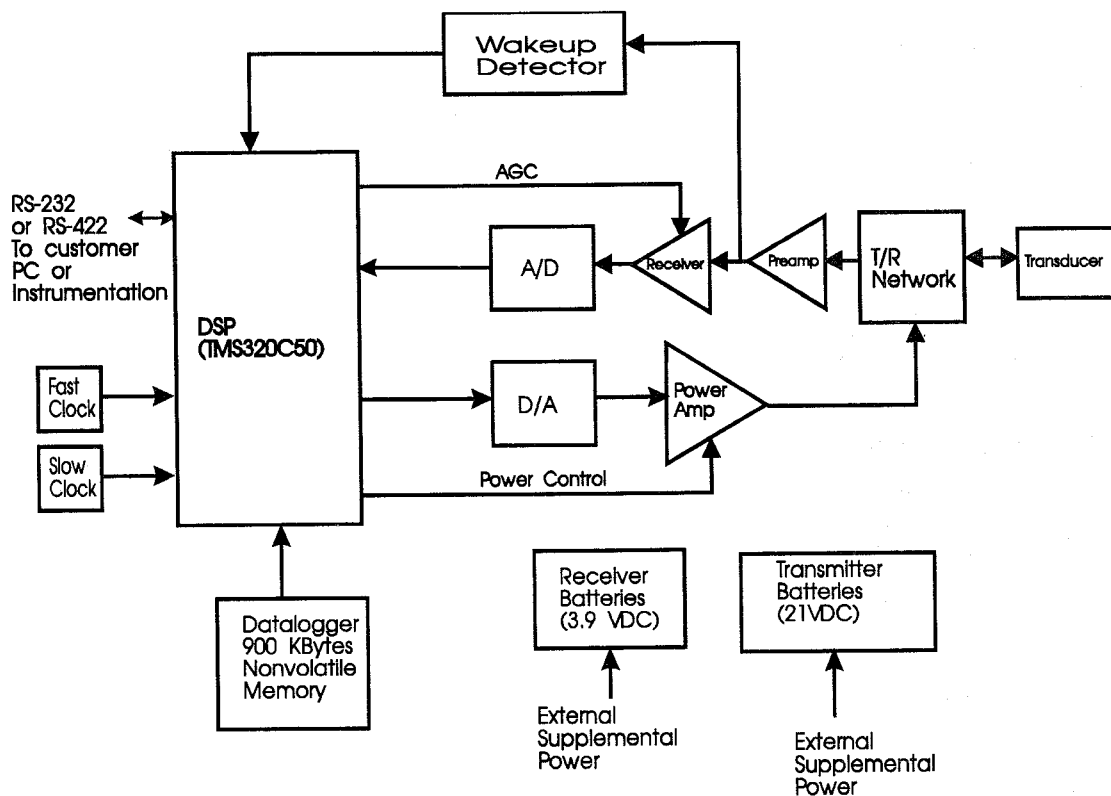 Wakeup
Detector
AGC
RS-232
or RS-422
To customer
PC or
Instrumentation
DSP
(TMS320C50)
A/D
Receiver
Preamp
T/R
Network
Transducer
Fast
Clock
D/A
Power
Amp
Slow
Clock
Power Control
Datalogger
900 KBytes
Nonvolatile
Memory
Receiver
Batteries
(3.9 VDC)
Transmitter
Batteries
(21VDC)
External
Supplemental
Power
External
Supplemental
Power